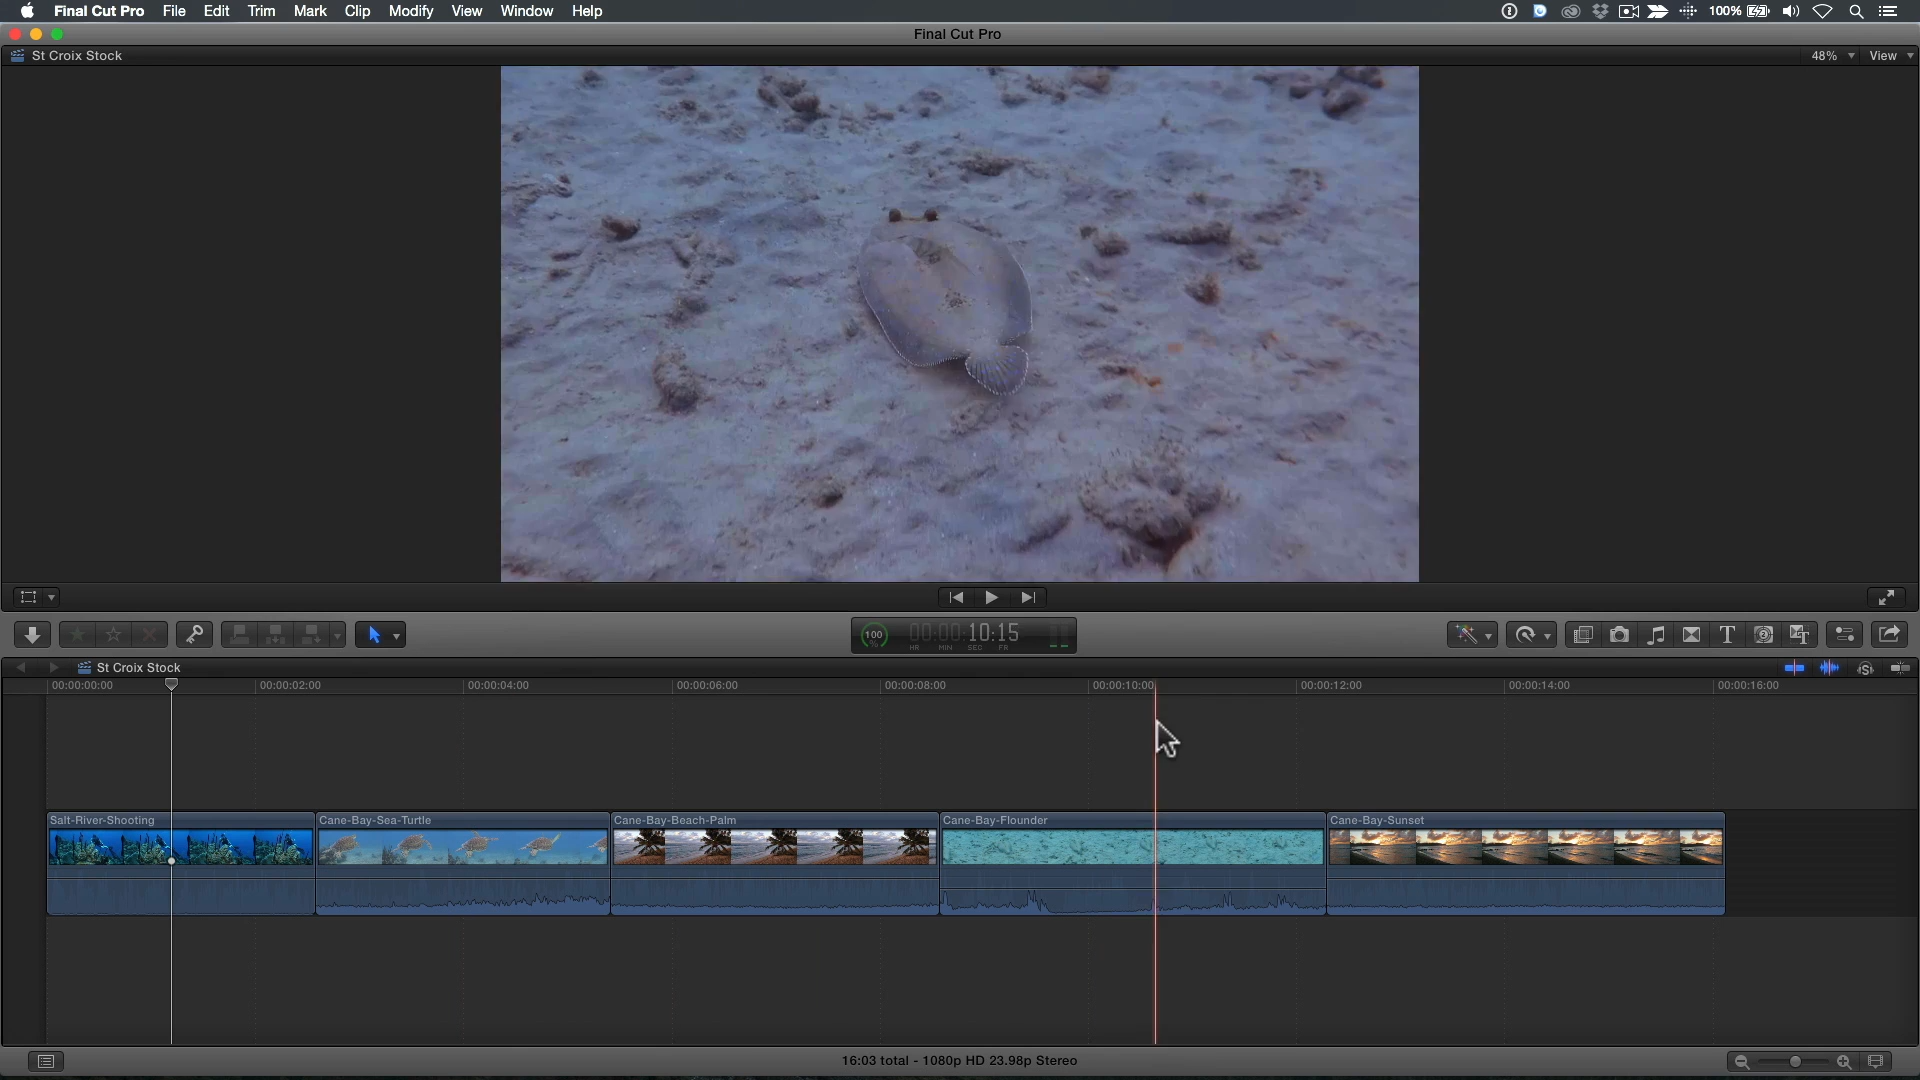 Final Cut Pro File Edit Trim Mark Clip Modify View Window Help 100%
Final Cut Pro
St Croix Stock 48% View
100 % 00:00:10:15
HR MIN SEC FR
St Croix Stock
00:00:00:00 00:00:02:00 00:00:04:00 00:00:06:00 00:00:08:00 00:00:10:00 00:00:12:00 00:00:14:00 00:00:16:00
Salt-River-Shooting Cane-Bay-Sea-Turtle Cane-Bay-Beach-Palm Cane-Bay-Flounder Cane-Bay-Sunset
16:03 total - 1080p HD 23.98p Stereo